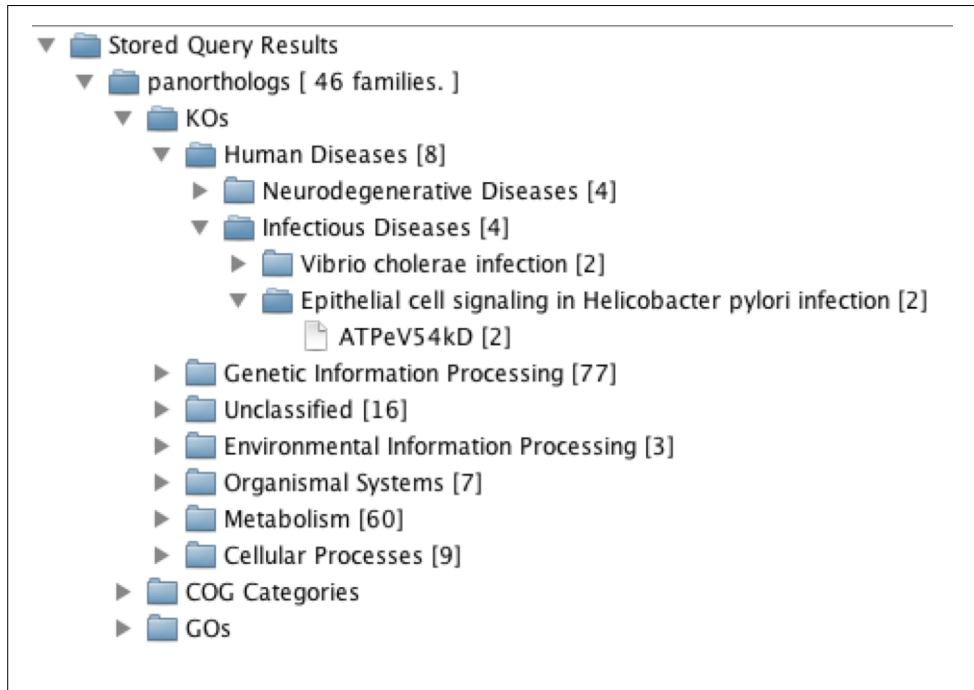 Stored Query Results
panorthologs [ 46 families. ]
KOs
Human Diseases [8]
Neurodegenerative Diseases [4]
Infectious Diseases [4]
Vibrio cholerae infection [2]
Epithelial cell signaling in Helicobacter pylori infection [2]
ATPeV54kD [2]
Genetic Information Processing [77]
Unclassified [16]
Environmental Information Processing [3]
Organismal Systems [7]
Metabolism [60]
Cellular Processes [9]
COG Categories
GOs